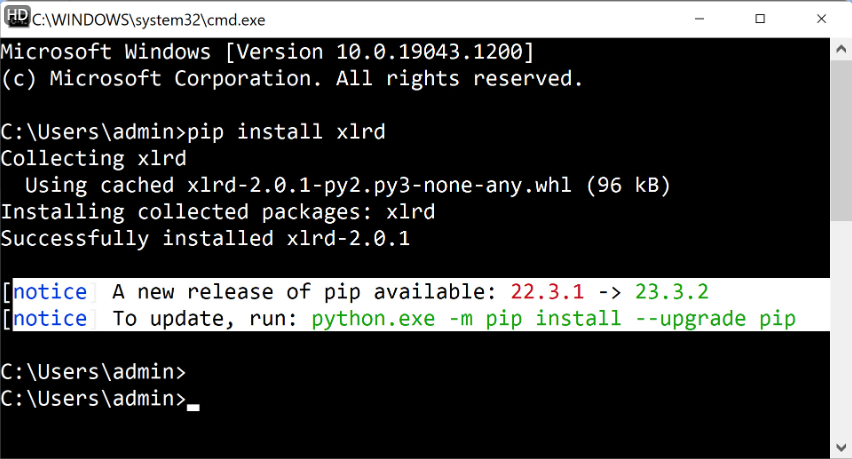 HD
C:\WINDOWS\system32\cmd.exe
Microsoft Windows [Version 10.0.19043.1200]
(c) Microsoft Corporation. All rights reserved.
C:\Users\admin>pip install xlrd
Collecting xlrd
  Using cached xlrd-2.0.1-py2.py3-none-any.whl (96 kB)
Installing collected packages: xlrd
Successfully installed xlrd-2.0.1
[notice] A new release of pip available: 22.3.1 -> 23.3.2
[notice] To update, run: python.exe -m pip install --upgrade pip
C:\Users\admin>
C:\Users\admin>